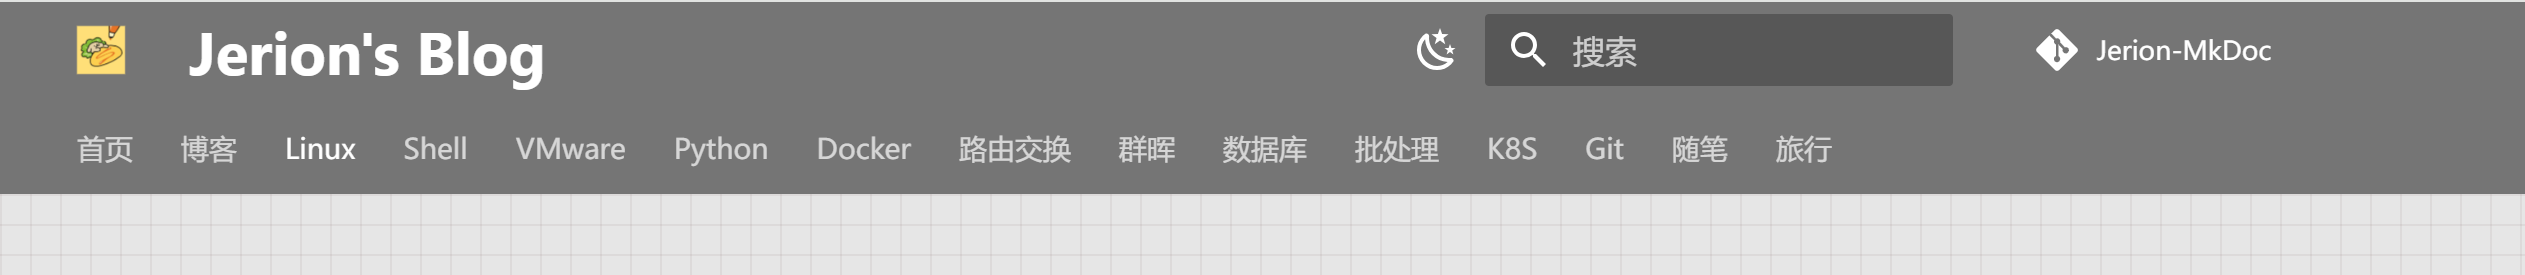 Jerion's Blog 搜索 Jerion-MkDoc
首页 博客 Linux Shell VMware Python Docker 路由交换 群晖 数据库 批处理 K8S Git 随笔 旅行